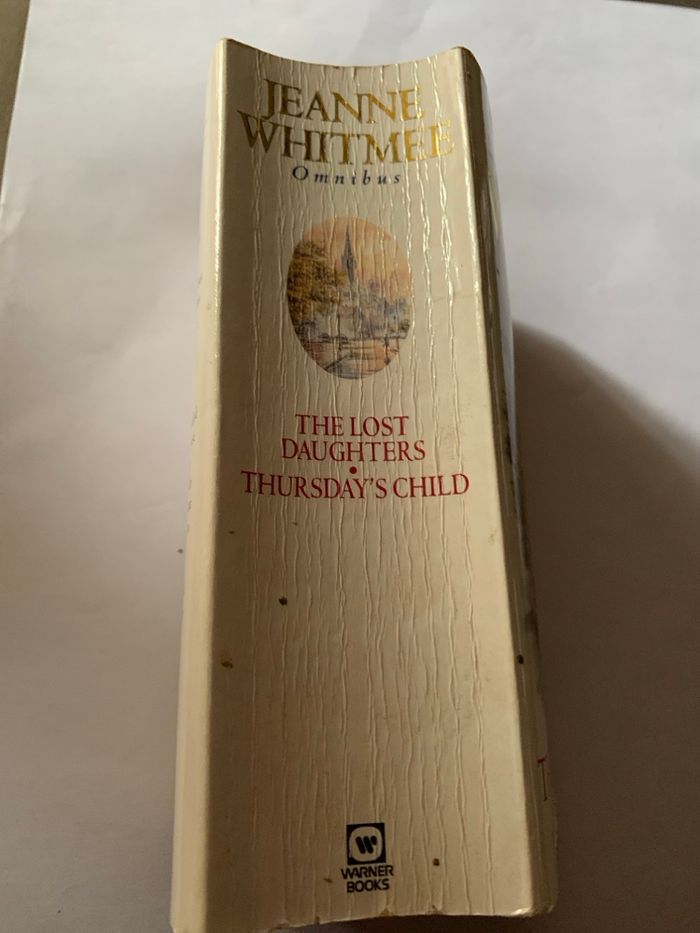 JEANNE
WHITMEE
Omnibus
THE LOST
DAUGHTERS
•
THURSDAY'S CHILD
W
WARNER
BOOKS
T